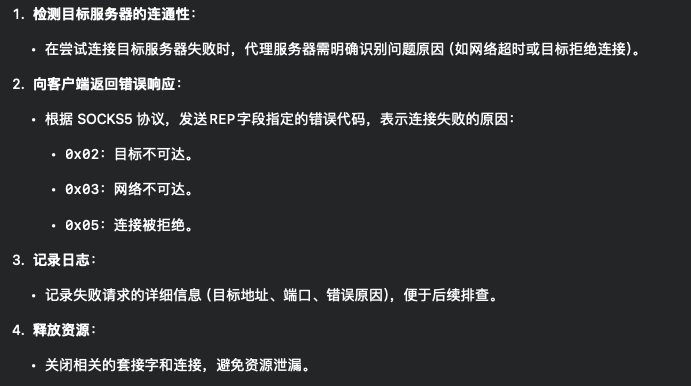 1. 检测目标服务器的连通性：
• 在尝试连接目标服务器失败时，代理服务器需明确识别问题原因（如网络超时或目标拒绝连接）。
2. 向客户端返回错误响应：
• 根据 SOCKS5 协议，发送 REP 字段指定的错误代码，表示连接失败的原因：
• 0x02：目标不可达。
• 0x03：网络不可达。
• 0x05：连接被拒绝。
3. 记录日志：
• 记录失败请求的详细信息（目标地址、端口、错误原因），便于后续排查。
4. 释放资源：
• 关闭相关的套接字和连接，避免资源泄漏。